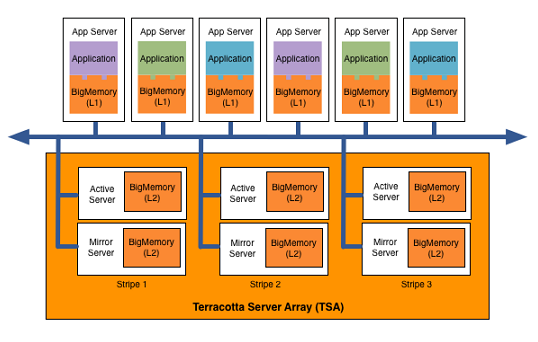 App Server App Server App Server App Server App Server App Server
Application Application Application Application Application Application
BigMemory BigMemory BigMemory BigMemory BigMemory BigMemory
(L1) (L1) (L1) (L1) (L1) (L1)
Active BigMemory Active BigMemory Active BigMemory
Server (L2) Server (L2) Server (L2)
Mirror BigMemory Mirror BigMemory Mirror BigMemory
Server (L2) Server (L2) Server (L2)
Stripe 1 Stripe 2 Stripe 3
Terracotta Server Array (TSA)